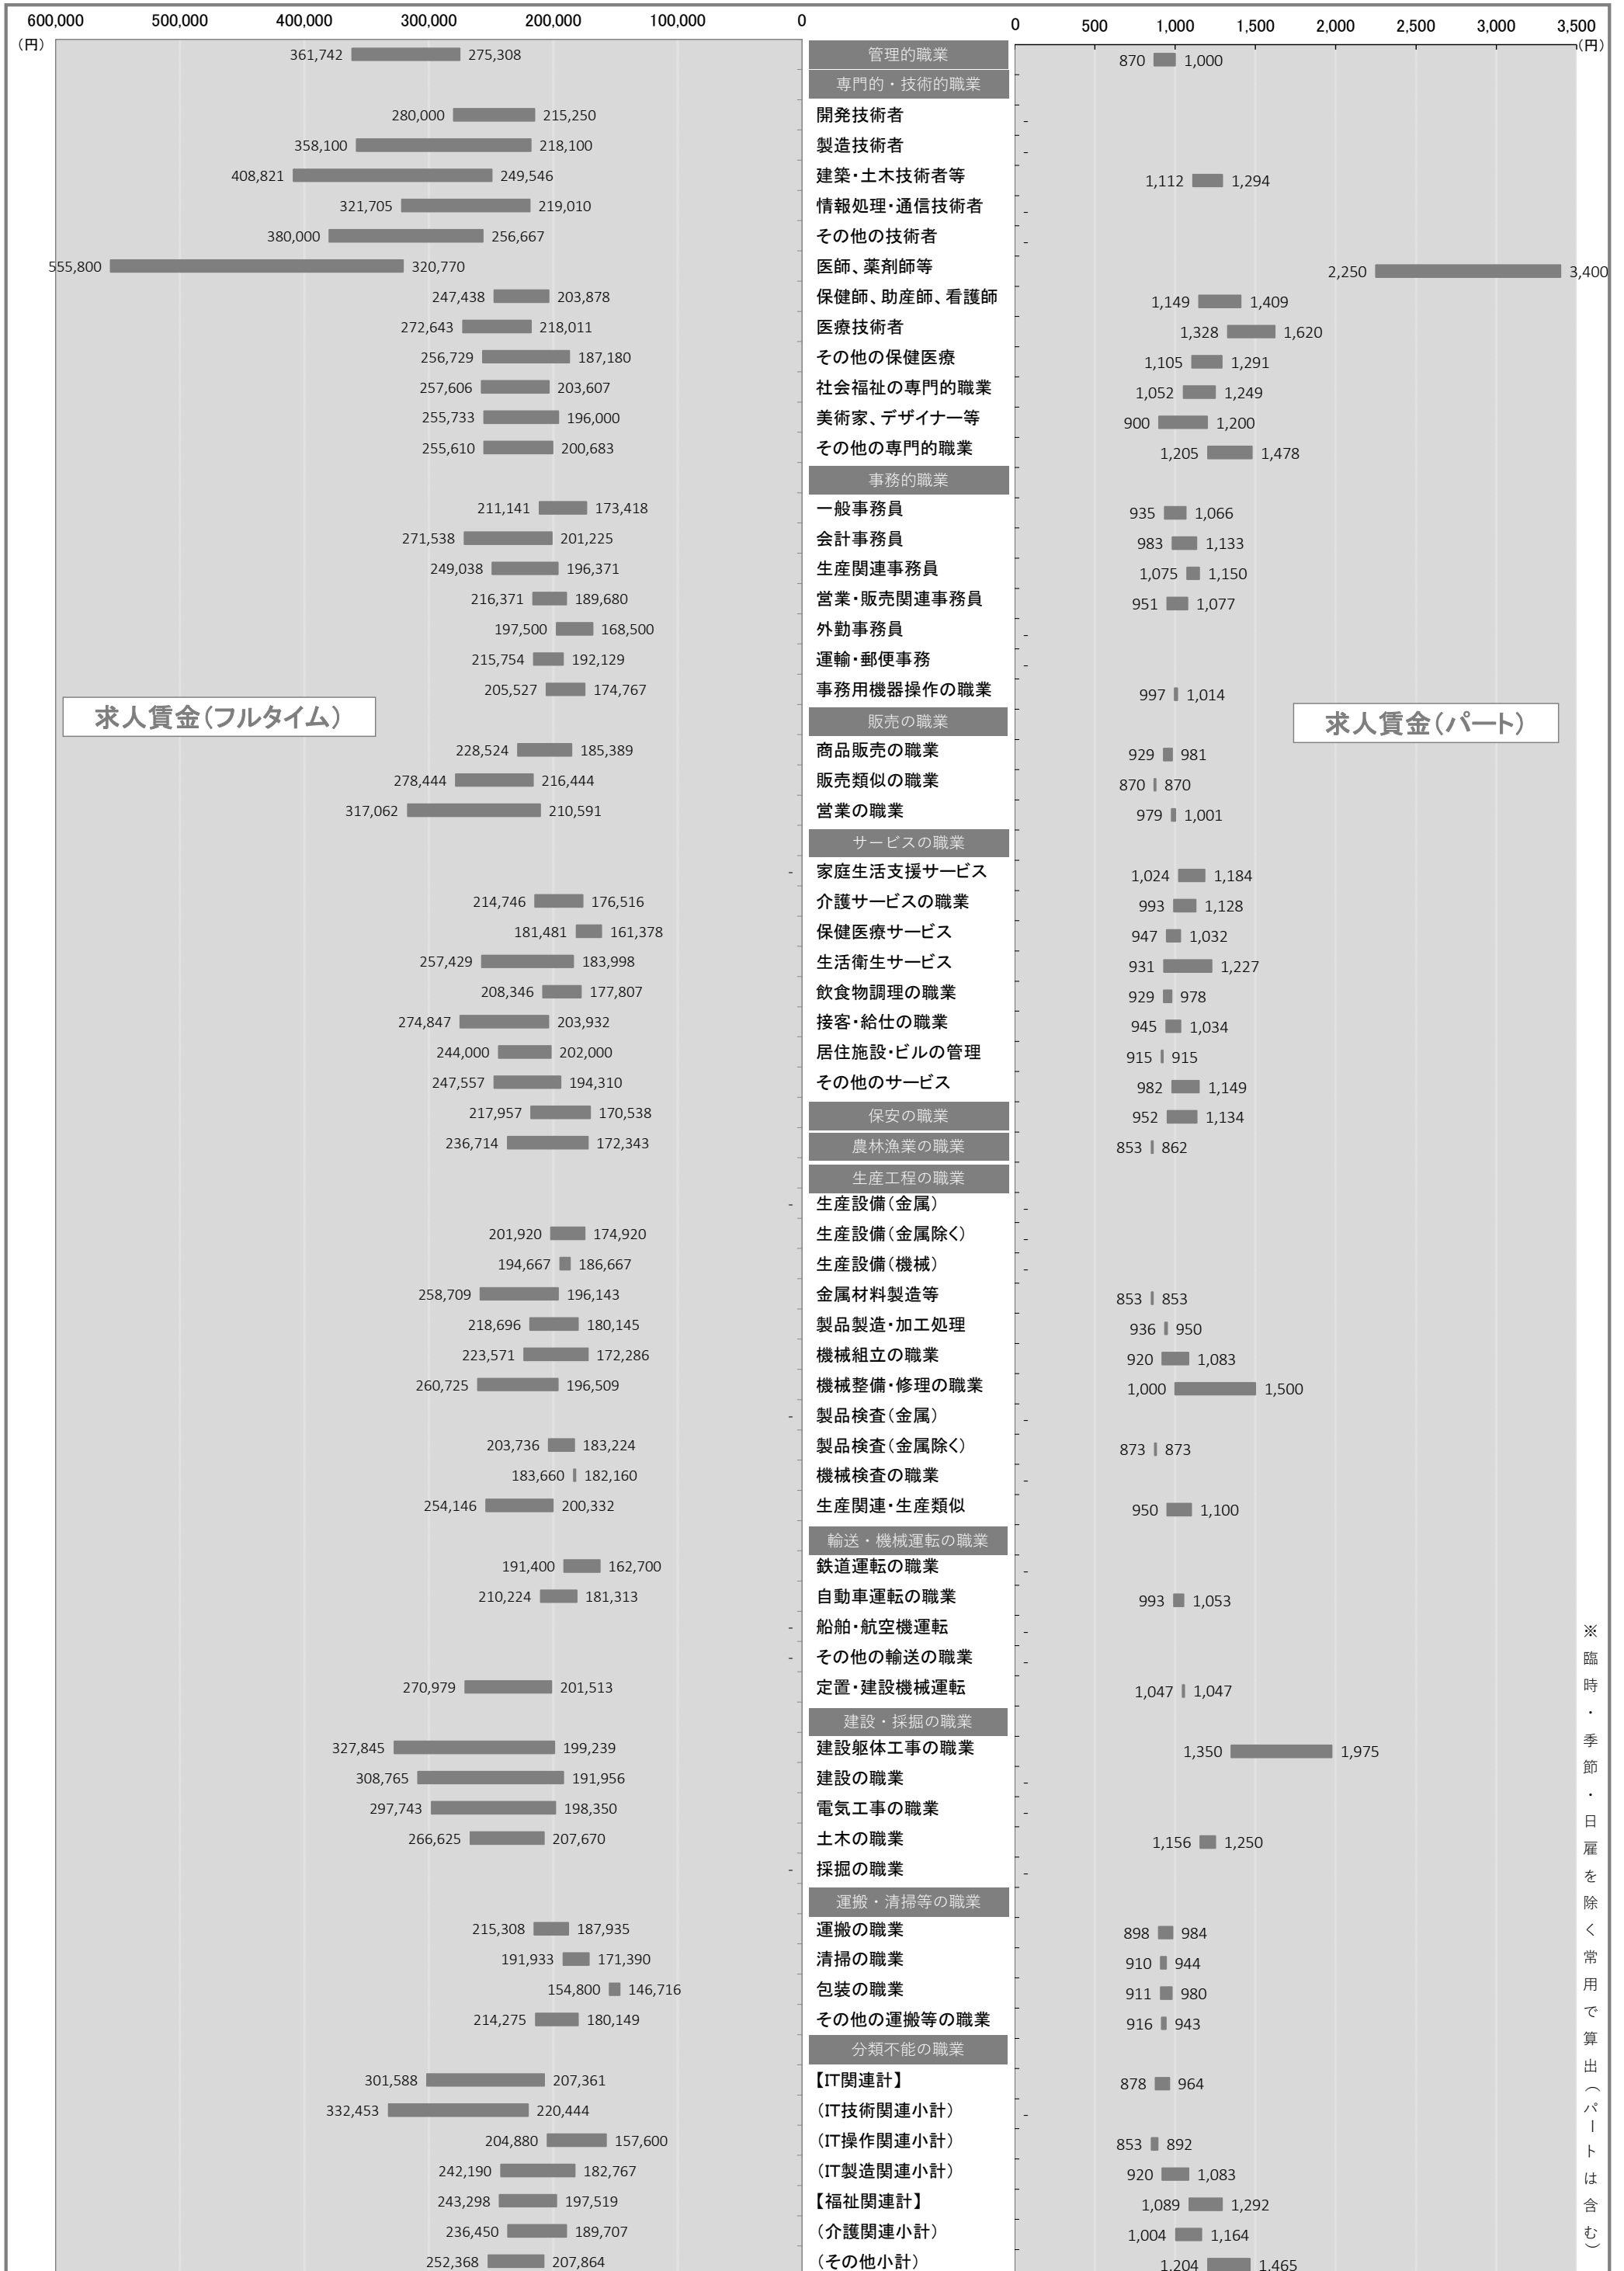 600,000 500,000 400,000 300,000 200,000 100,000 0 0 500 1,000 1,500 2,000 2,500 3,000 3,500
(円) (円)
361,742 275,308 管理的職業 870 1,000
専門的・技術的職業
280,000 215,250 開発技術者 -
358,100 218,100 製造技術者 -
408,821 249,546 建築・土木技術者等 1,112 1,294
321,705 219,010 情報処理・通信技術者 -
380,000 256,667 その他の技術者 -
555,800 320,770 医師、薬剤師等 2,250 3,400
247,438 203,878 保健師、助産師、看護師 1,149 1,409
272,643 218,011 医療技術者 1,328 1,620
256,729 187,180 その他の保健医療 1,105 1,291
257,606 203,607 社会福祉の専門的職業 1,052 1,249
255,733 196,000 美術家、デザイナー等 900 1,200
255,610 200,683 その他の専門的職業 1,205 1,478
事務的職業
211,141 173,418 一般事務員 935 1,066
271,538 201,225 会計事務員 983 1,133
249,038 196,371 生産関連事務員 1,075 1,150
216,371 189,680 営業・販売関連事務員 951 1,077
197,500 168,500 外勤事務員 -
215,754 192,129 運輸・郵便事務 -
205,527 174,767 事務用機器操作の職業 997 1,014
求人賃金(フルタイム) 販売の職業 求人賃金(パート)
228,524 185,389 商品販売の職業 929 981
278,444 216,444 販売類似の職業 870 870
317,062 210,591 営業の職業 979 1,001
サービスの職業
- 家庭生活支援サービス 1,024 1,184
214,746 176,516 介護サービスの職業 993 1,128
181,481 161,378 保健医療サービス 947 1,032
257,429 183,998 生活衛生サービス 931 1,227
208,346 177,807 飲食物調理の職業 929 978
274,847 203,932 接客・給仕の職業 945 1,034
244,000 202,000 居住施設・ビルの管理 915 915
247,557 194,310 その他のサービス 982 1,149
217,957 170,538 保安の職業 952 1,134
236,714 172,343 農林漁業の職業 853 862
生産工程の職業
- 生産設備(金属) -
201,920 174,920 生産設備(金属除く) -
194,667 186,667 生産設備(機械) -
258,709 196,143 金属材料製造等 853 853
218,696 180,145 製品製造・加工処理 936 950
223,571 172,286 機械組立の職業 920 1,083
260,725 196,509 機械整備・修理の職業 1,000 1,500
- 製品検査(金属) -
203,736 183,224 製品検査(金属除く) 873 873
183,660 182,160 機械検査の職業 -
254,146 200,332 生産関連・生産類似 950 1,100
輸送・機械運転の職業
191,400 162,700 鉄道運転の職業 -
210,224 181,313 自動車運転の職業 993 1,053
- 船舶・航空機運転 -
- その他の輸送の職業 -
270,979 201,513 定置・建設機械運転 1,047 1,047
建設・採掘の職業
327,845 199,239 建設躯体工事の職業 1,350 1,975
308,765 191,956 建設の職業 -
297,743 198,350 電気工事の職業 -
266,625 207,670 土木の職業 1,156 1,250
- 採掘の職業 -
運搬・清掃等の職業
215,308 187,935 運搬の職業 898 984
191,933 171,390 清掃の職業 910 944
154,800 146,716 包装の職業 911 980
214,275 180,149 その他の運搬等の職業 916 943
分類不能の職業
301,588 207,361 【IT関連計】 878 964
332,453 220,444 (IT技術関連小計) -
204,880 157,600 (IT操作関連小計) 853 892
242,190 182,767 (IT製造関連小計) 920 1,083
243,298 197,519 【福祉関連計】 1,089 1,292
236,450 189,707 (介護関連小計) 1,004 1,164
252,368 207,864 (その他小計) 1,204 1,465
※臨時・季節・日雇を除く常用で算出(パートは含む)